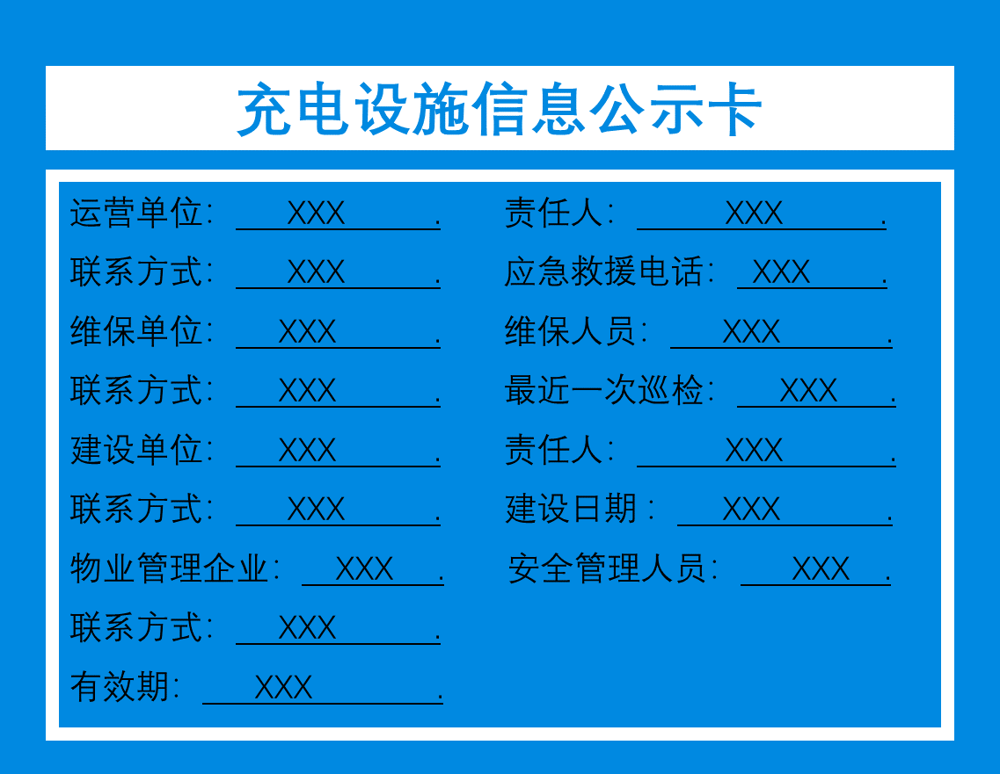 充电设施信息公示卡
运营单位： XXX . 责任人： XXX .
联系方式： XXX . 应急救援电话： XXX .
维保单位： XXX . 维保人员： XXX .
联系方式： XXX . 最近一次巡检： XXX .
建设单位： XXX . 责任人： XXX .
联系方式： XXX . 建设日期： XXX .
物业管理企业： XXX . 安全管理人员： XXX .
联系方式： XXX .
有效期： XXX .